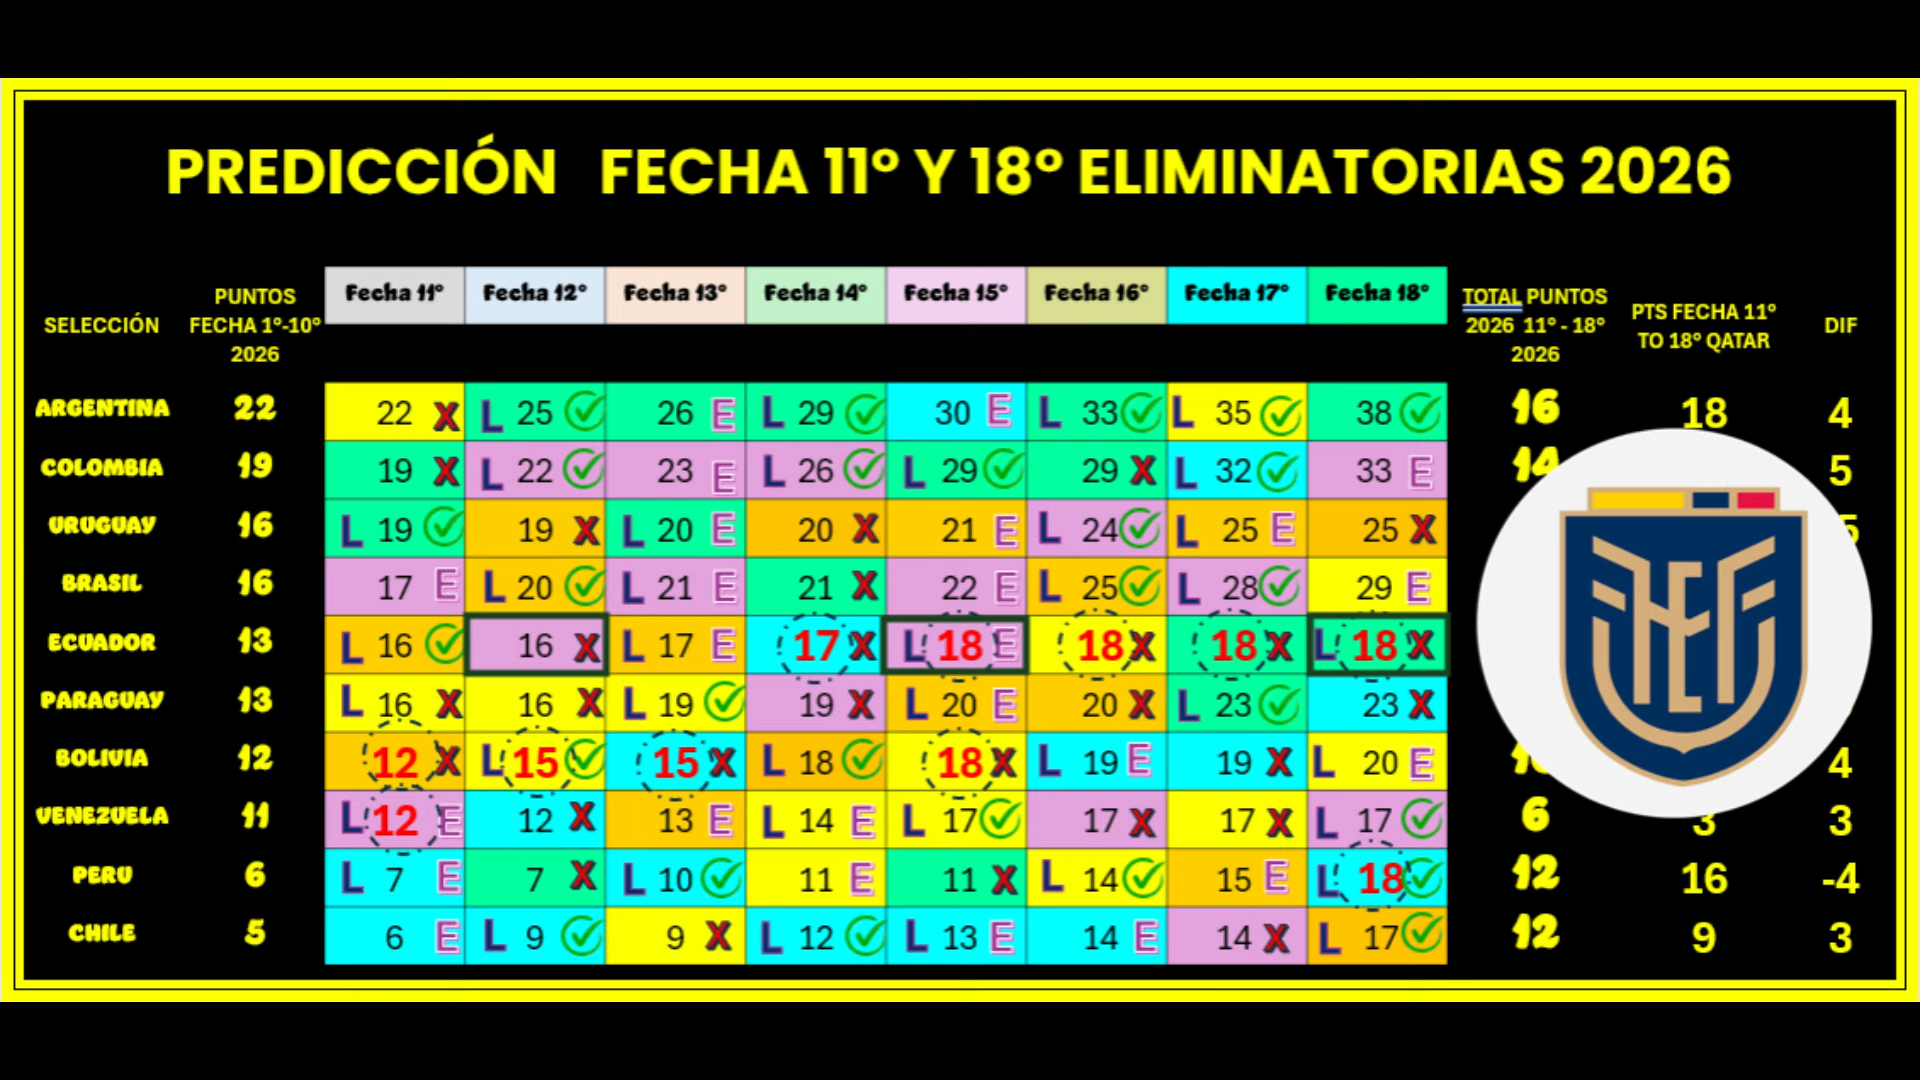 PREDICCIÓN FECHA 11° Y 18° ELIMINATORIAS 2026
SELECCIÓN
PUNTOS
FECHA 1°-10°
2026
Fecha 11° Fecha 12° Fecha 13° Fecha 14° Fecha 15° Fecha 16° Fecha 17° Fecha 18°
TOTAL PUNTOS
2026 11° - 18°
2026
PTS FECHA 11°
TO 18° QATAR
DIF
ARGENTINA 22 22 X L 25 26 E L 29 30 E L 33 L 35 38 16 18 4
COLOMBIA 19 19 X L 22 23 E L 26 L 29 29 X L 32 33 E 14 5
URUGUAY 16 L 19 19 X L 20 E 20 X 21 E L 24 L 25 E 25 X
BRASIL 16 17 E L 20 L 21 E 21 X 22 E L 25 L 28 29 E
ECUADOR 13 L 16 16 X L 17 E 17 X L 18 E 18 X 18 X L 18 X
PARAGUAY 13 L 16 X 16 X L 19 19 X L 20 E 20 X L 23 23 X
BOLIVIA 12 12 X L 15 15 X L 18 18 X L 19 E 19 X L 20 E 4
VENEZUELA 11 L 12 E 12 X 13 E L 14 E L 17 17 X 17 X L 17 6 3 3
PERU 6 L 7 E 7 X L 10 11 E 11 X L 14 15 E L 18 12 16 -4
CHILE 5 6 E L 9 9 X L 12 L 13 E 14 E 14 X L 17 12 9 3
FEF